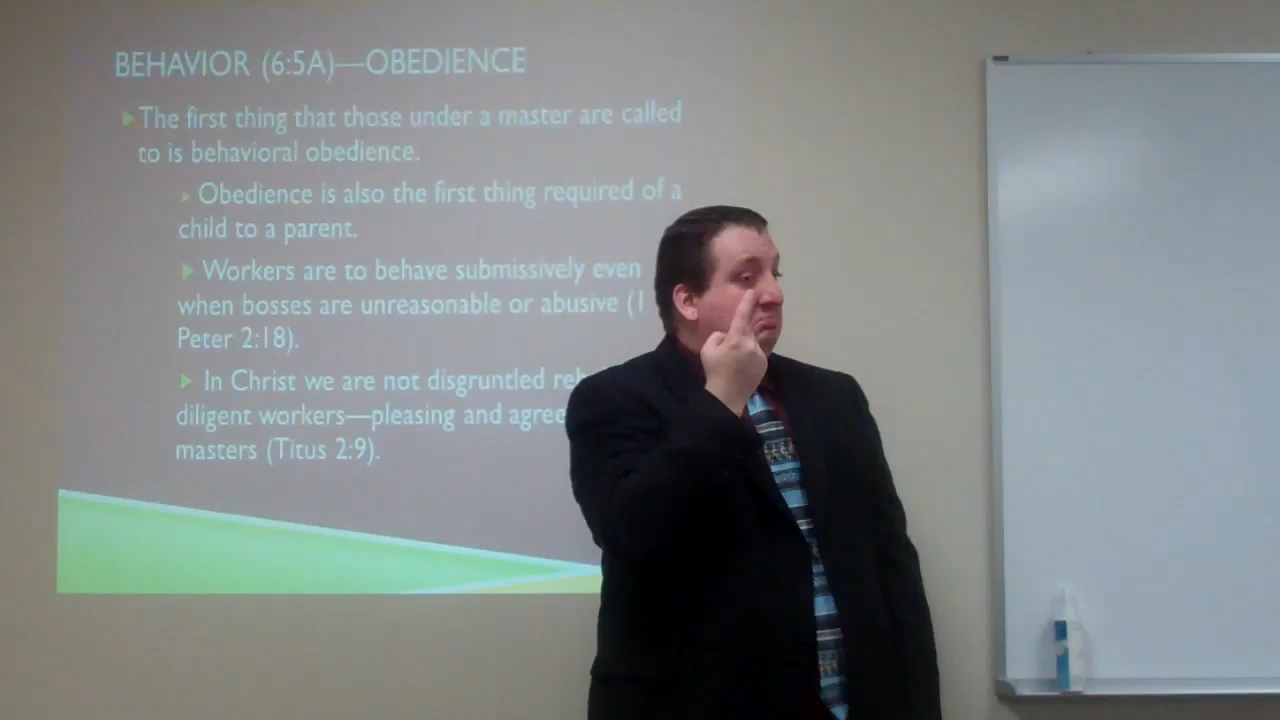 BEHAVIOR (6:5A)—OBEDIENCE
The first thing that those under a master are called
to is behavioral obedience.
Obedience is also the first thing required of a
child to a parent.
Workers are to behave submissively even
when bosses are unreasonable or abusive (1
Peter 2:18).
In Christ we are not disgruntled
diligent workers—pleasing and
masters (Titus 2:9).